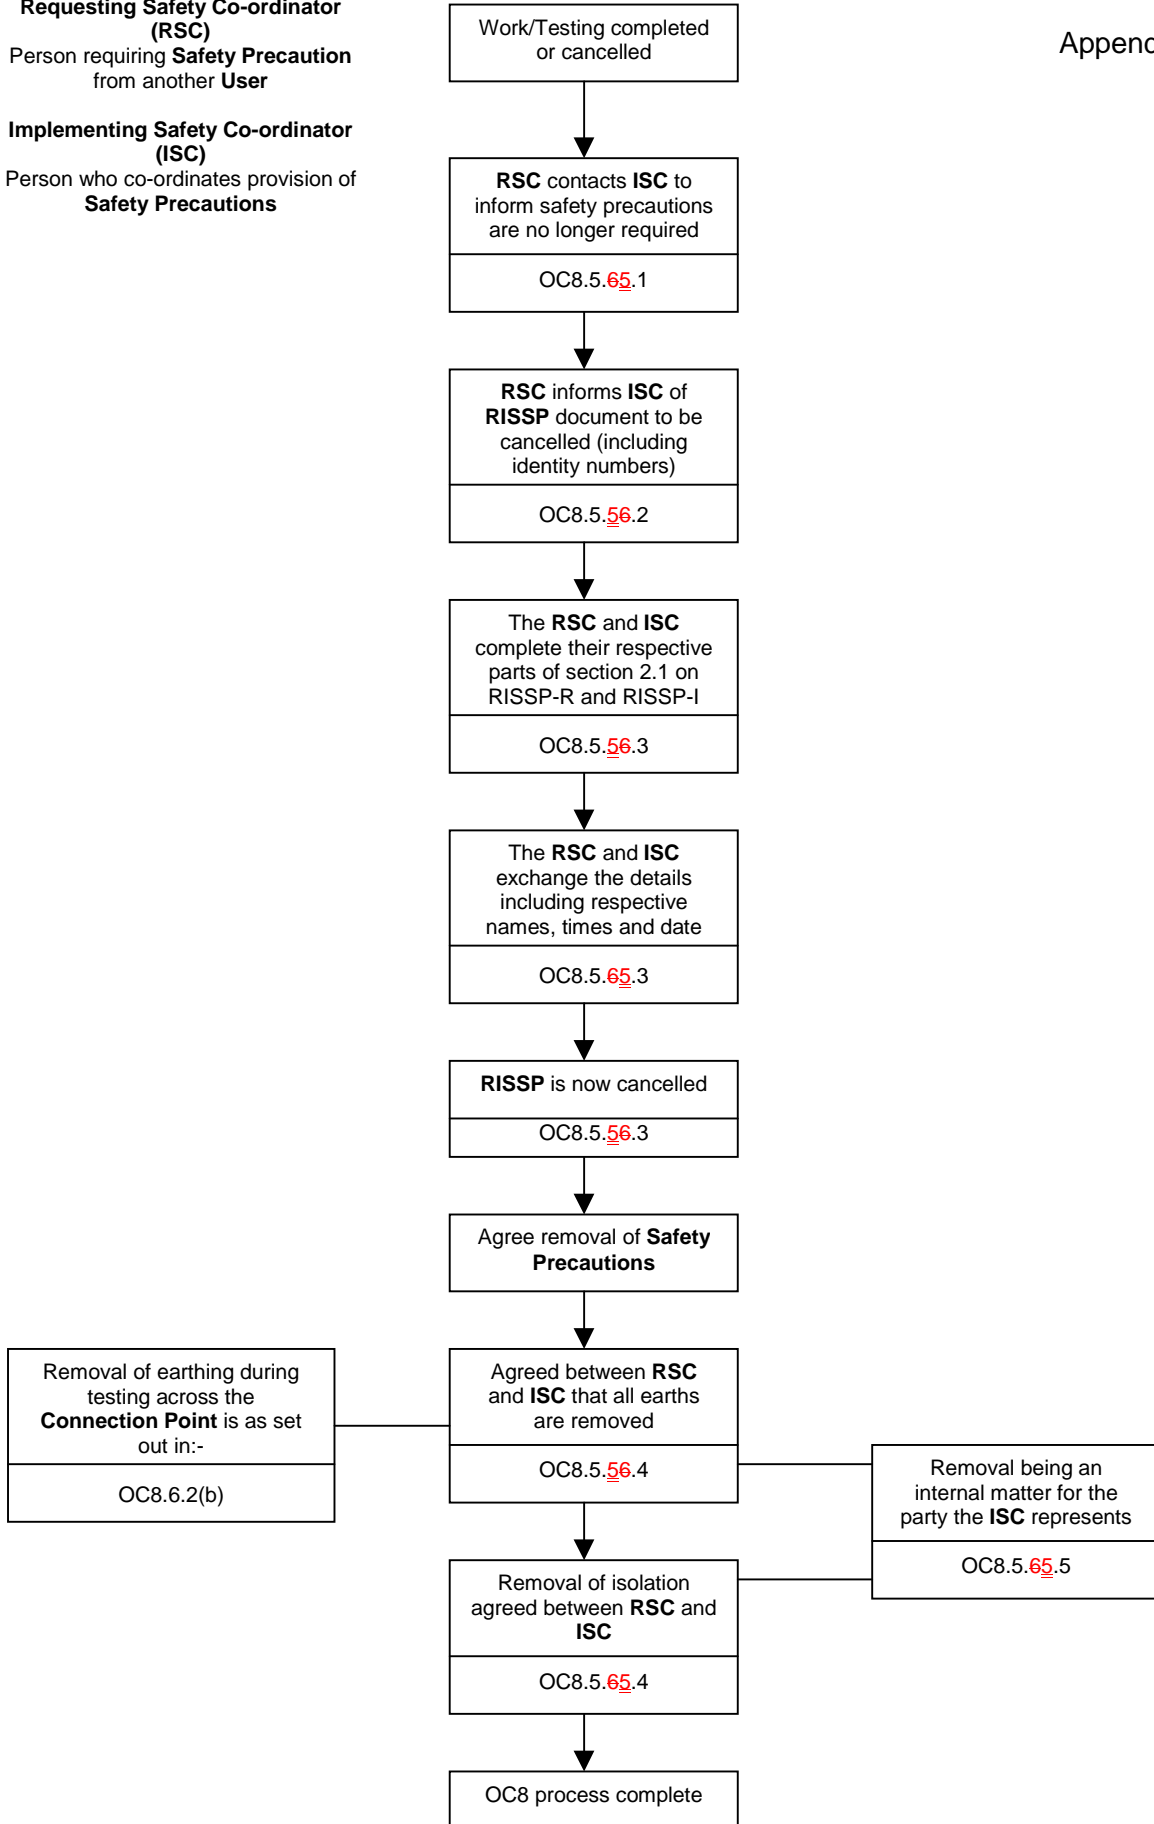 Requesting Safety Co-ordinator
(RSC)
Person requiring Safety Precaution
from another User
Implementing Safety Co-ordinator
(ISC)
Person who co-ordinates provision of
Safety Precautions
Work/Testing completed
or cancelled
Append
RSC contacts ISC to
inform safety precautions
are no longer required
OC8.5.65.1
RSC informs ISC of
RISSP document to be
cancelled (including
identity numbers)
OC8.5.56.2
The RSC and ISC
complete their respective
parts of section 2.1 on
RISSP-R and RISSP-I
OC8.5.56.3
The RSC and ISC
exchange the details
including respective
names, times and date
OC8.5.65.3
RISSP is now cancelled
OC8.5.56.3
Agree removal of Safety
Precautions
Removal of earthing during
testing across the
Connection Point is as set
out in:-
OC8.6.2(b)
Agreed between RSC
and ISC that all earths
are removed
OC8.5.56.4
Removal being an
internal matter for the
party the ISC represents
OC8.5.65.5
Removal of isolation
agreed between RSC and
ISC
OC8.5.65.4
OC8 process complete